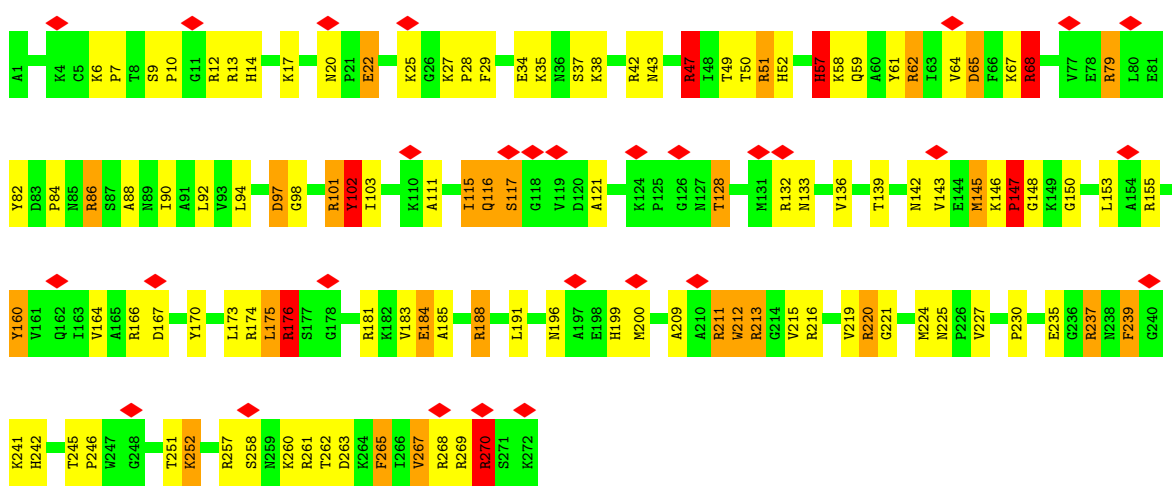 A1 K4 C5 K6 P7 T8 S9 P10 G11 R12 R13 H14 K17 N20 P21 E22 K25 G26 K27 P28 F29 E34 K35 N36 S37 K38 R42 N43 R47 I48 T49 T50 R51 H52 H57 K58 Q59 A60 Y61 R62 I63 V64 D65 F66 K67 R68 V77 E78 R79 L80 E81
Y82 D83 P84 N85 R86 S87 A88 N89 I90 A91 L92 V93 L94 D97 G98 R101 Y102 I103 K110 A111 I115 Q116 S117 G118 V119 D120 A121 K124 P125 G126 N127 T128 M131 R132 N133 V136 T139 N142 V143 E144 M145 K146 P147 G148 K149 G150 L153 A154 R155
Y160 V161 Q162 I163 V164 A165 R166 D167 Y170 L173 R174 L175 R176 S177 G178 R181 K182 V183 E184 A185 R188 L191 N196 A197 E198 H199 M200 A209 A210 R211 W212 R213 G214 V215 R216 V219 R220 G221 M224 N225 P226 V227 P230 E235 G236 R237 N238 F239 G240
K241 H242 T245 P246 W247 G248 T251 K252 R257 S258 N259 K260 R261 T262 D263 K264 F265 I266 V267 R268 R269 R270 S271 K272